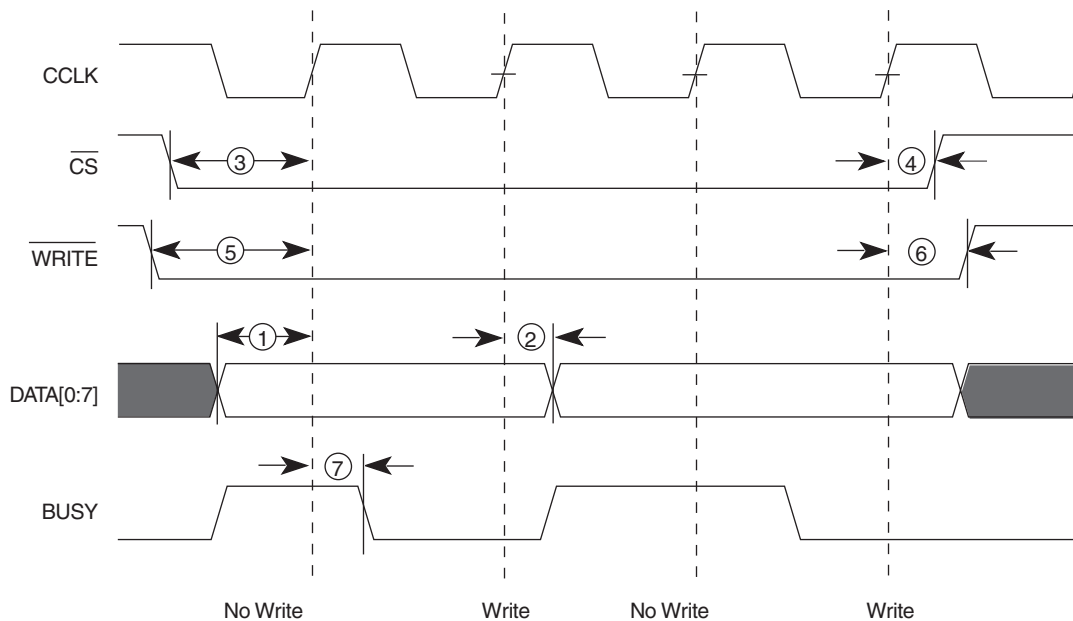 CCLK
CS
③
④
WRITE
⑤
⑥
①
②
DATA[0:7]
⑦
BUSY
No Write
Write
No Write
Write